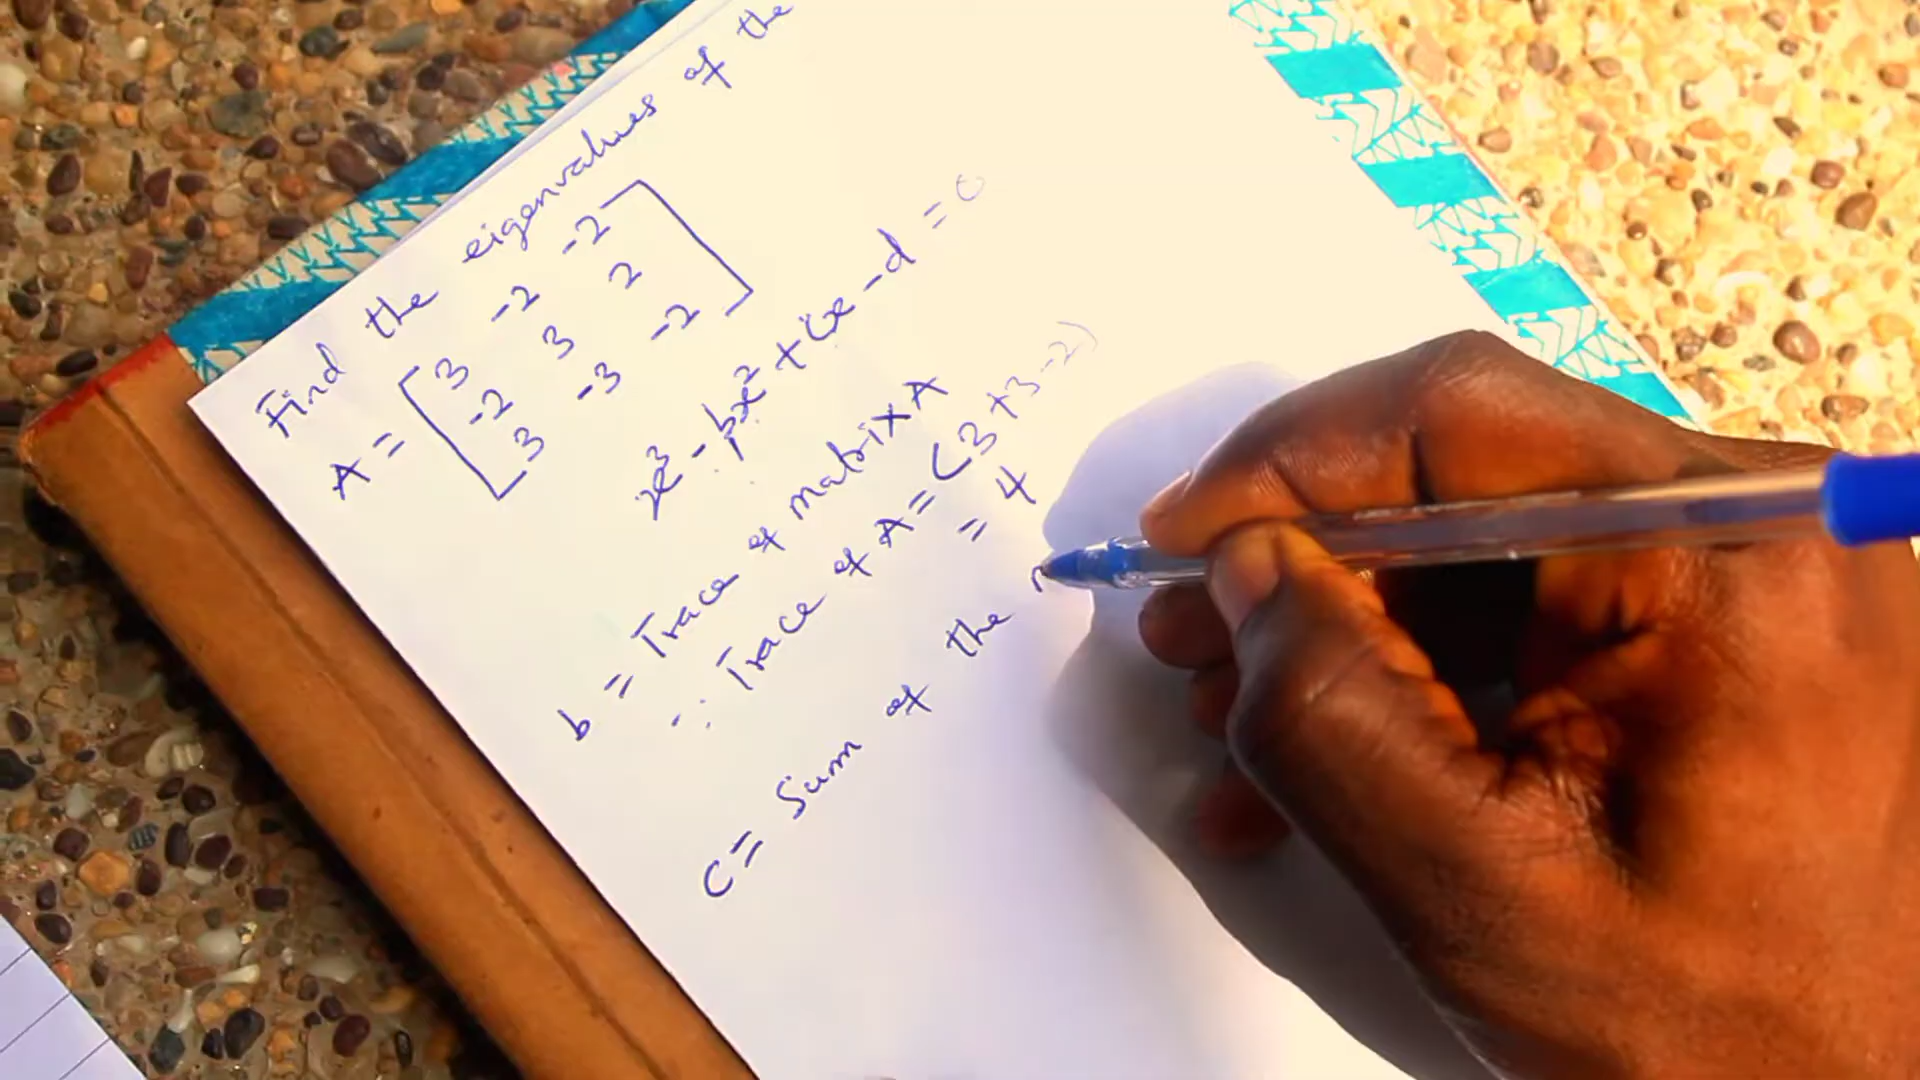 Find the eigenvalues of the
A = [ 3 -2 -2
-2 3 2
3 -3 -2 ]
x³ - bx² + cx - d = 0
b = Trace of matrix A
∴ Trace of A = (3+3-2)
= 4
C = Sum of the